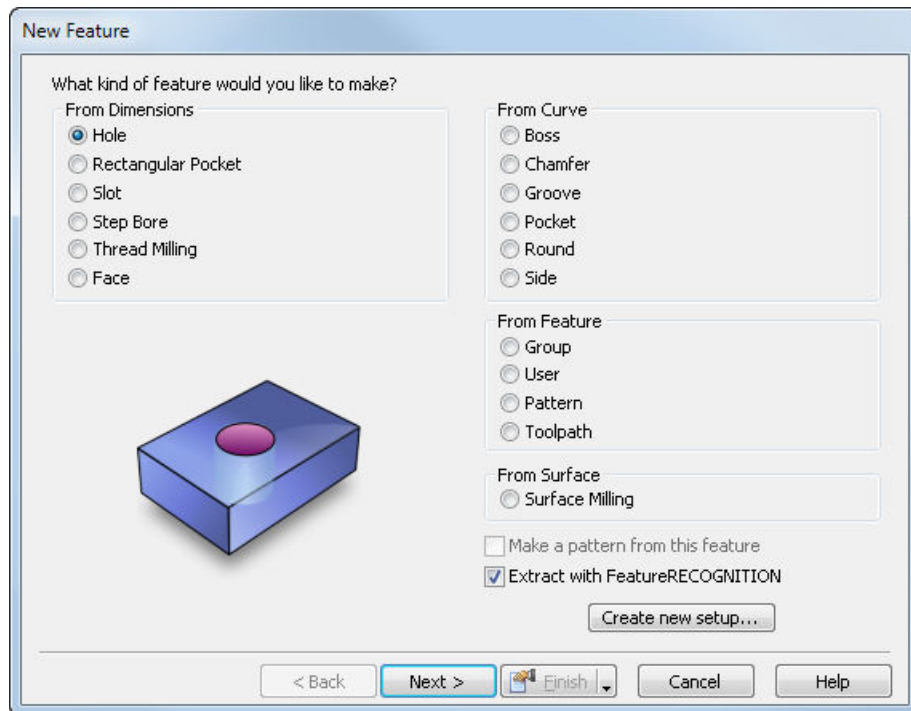 New Feature
What kind of feature would you like to make?
From Dimensions
Hole
Rectangular Pocket
Slot
Step Bore
Thread Milling
Face
From Curve
Boss
Chamfer
Groove
Pocket
Round
Side
From Feature
Group
User
Pattern
Toolpath
From Surface
Surface Milling
Make a pattern from this feature
Extract with FeatureRECOGNITION
Create new setup...
< Back Next > Finish Cancel Help